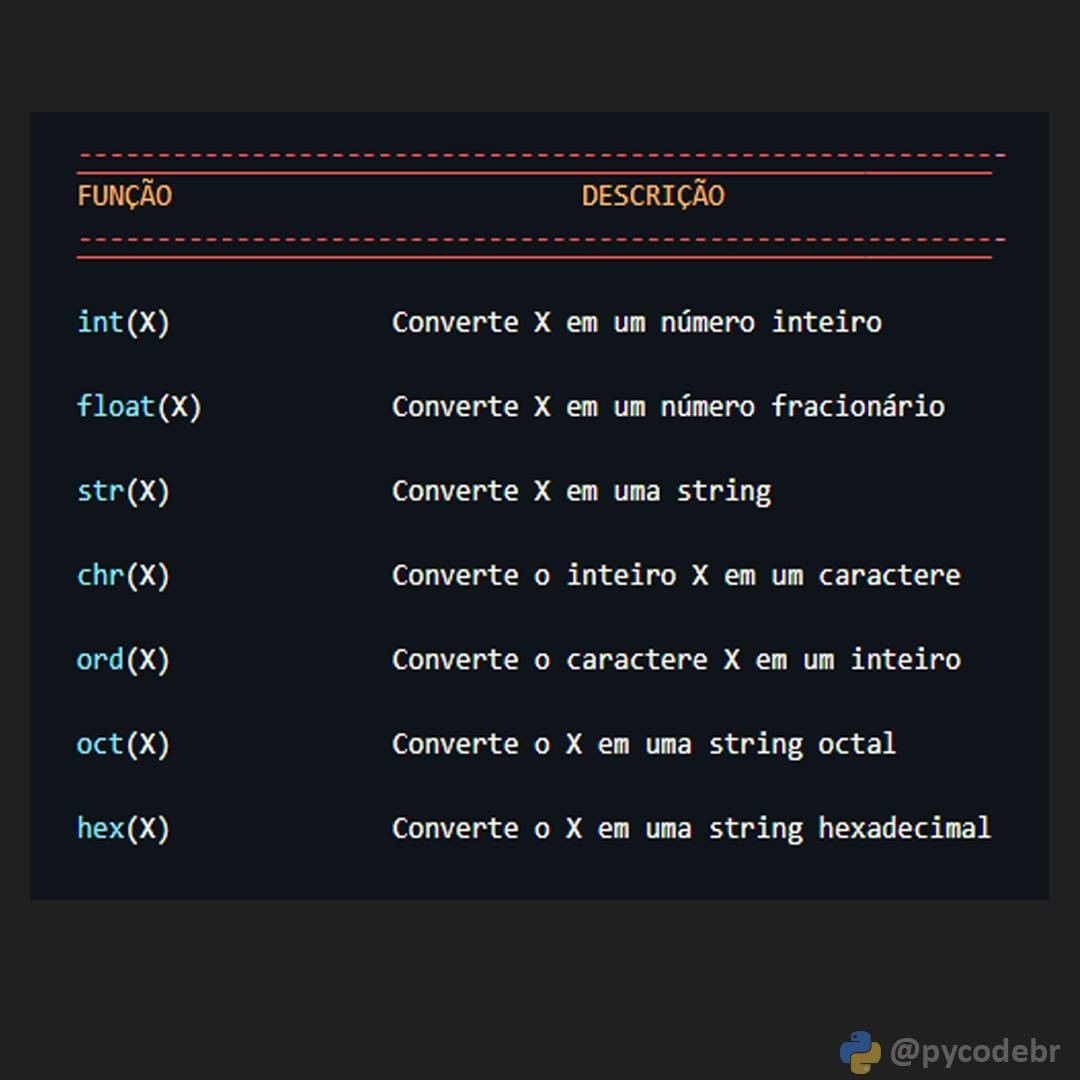 FUNÇÃO DESCRIÇÃO
int(X) Converte X em um número inteiro
float(X) Converte X em um número fracionário
str(X) Converte X em uma string
chr(X) Converte o inteiro X em um caractere
ord(X) Converte o caractere X em um inteiro
oct(X) Converte o X em uma string octal
hex(X) Converte o X em uma string hexadecimal
@pycodebr